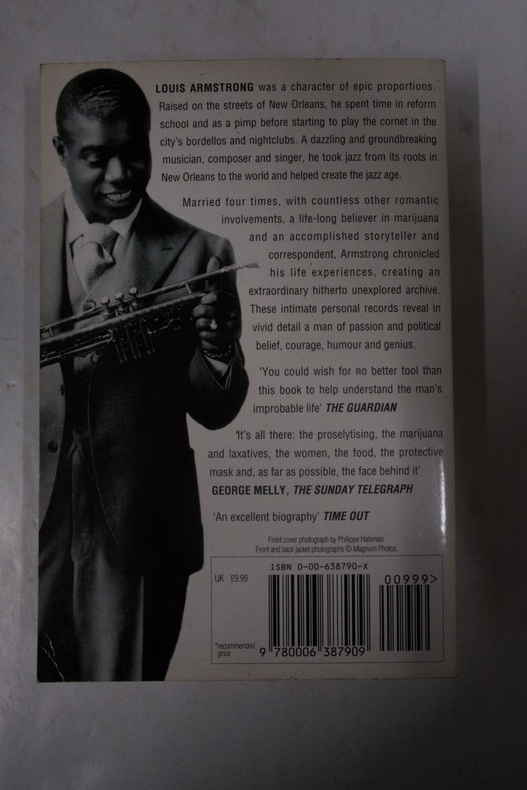 LOUIS ARMSTRONG was a character of epic proportions.
Raised on the streets of New Orleans, he spent time in reform
school and as a pimp before starting to play the cornet in the
city's bordellos and nightclubs. A dazzling and groundbreaking
musician, composer and singer, he took jazz from its roots in
New Orleans to the world and helped create the jazz age.
Married four times, with countless other romantic
involvements, a life-long believer in marijuana
and an accomplished storyteller and
correspondent, Armstrong chronicled
his life experiences, creating an
extraordinary hitherto unexplored archive.
These intimate personal records reveal in
vivid detail a man of passion and political
belief, courage, humour and genius.
'You could wish for no better tool than
this book to help understand the man's
improbable life' THE GUARDIAN
'It's all there: the proselytising, the marijuana
and laxatives, the women, the food, the protective
mask and, as far as possible, the face behind it'
GEORGE MELLY, THE SUNDAY TELEGRAPH
'An excellent biography' TIME OUT
Front cover photograph by Philippe Halsman.
Front and back jacket photographs © Magnum Photos.
ISBN 0-00-638790-X
UK £9.99
00999>
*recommended
price
9 780006 387909